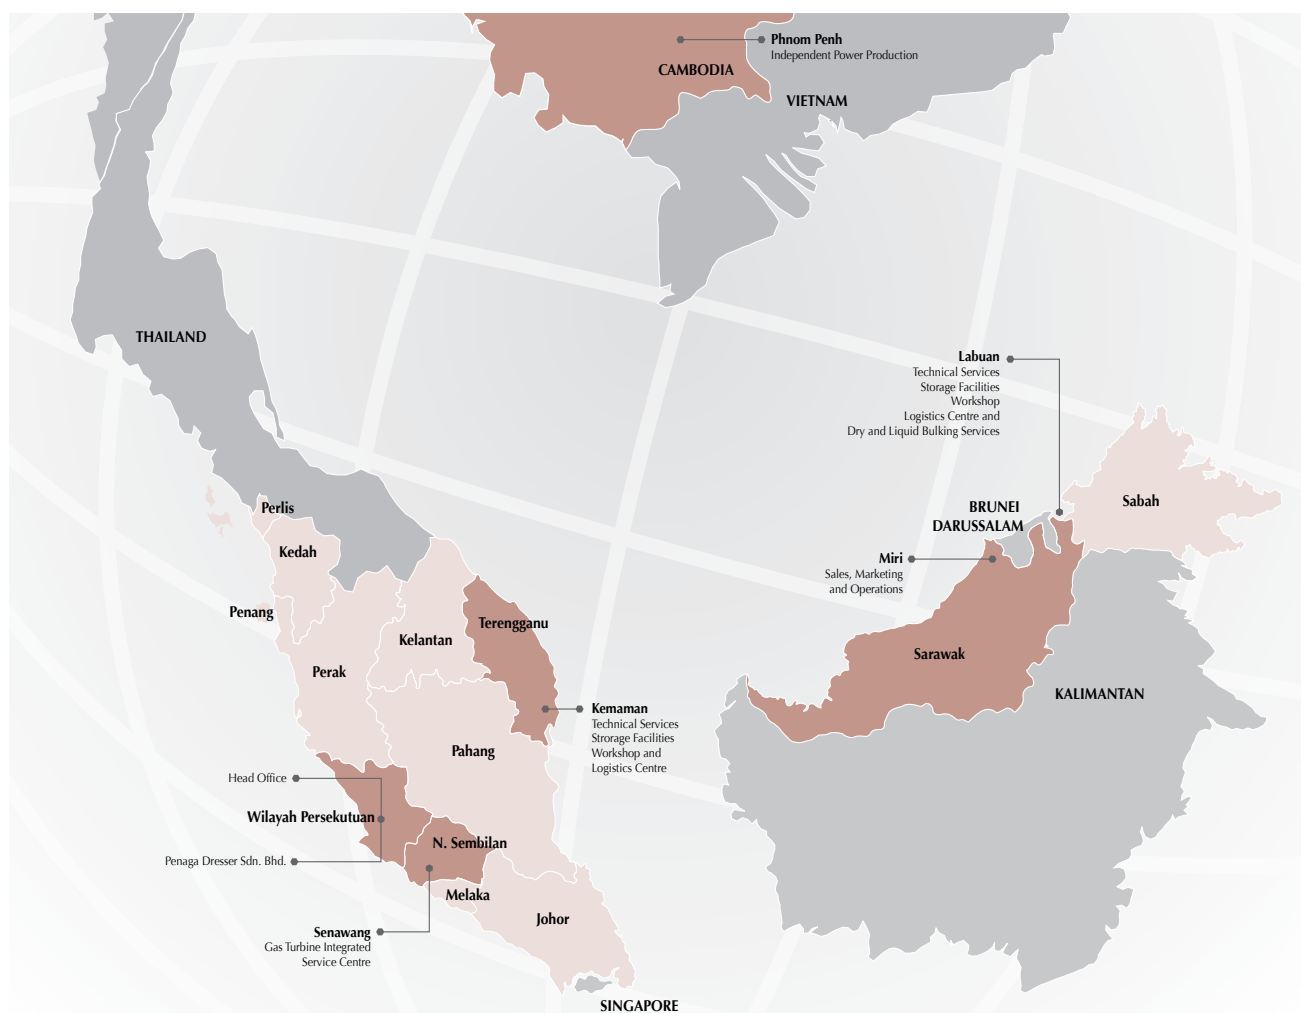 Phnom Penh
Independent Power Production
CAMBODIA
VIETNAM
THAILAND
Labuan
Technical Services
Storage Facilities
Workshop
Logistics Centre and
Dry and Liquid Bulking Services
Sabah
BRUNEI
DARUSSALAM
Perlis
Kedah
Miri
Sales, Marketing
and Operations
Penang
Terengganu
Kelantan
Sarawak
Perak
KALIMANTAN
Kemaman
Technical Services
Strorage Facilities
Workshop and
Logistics Centre
Pahang
Head Office
Wilayah Persekutuan
N. Sembilan
Penaga Dresser Sdn. Bhd.
Melaka
Johor
Senawang
Gas Turbine Integrated
Service Centre
SINGAPORE